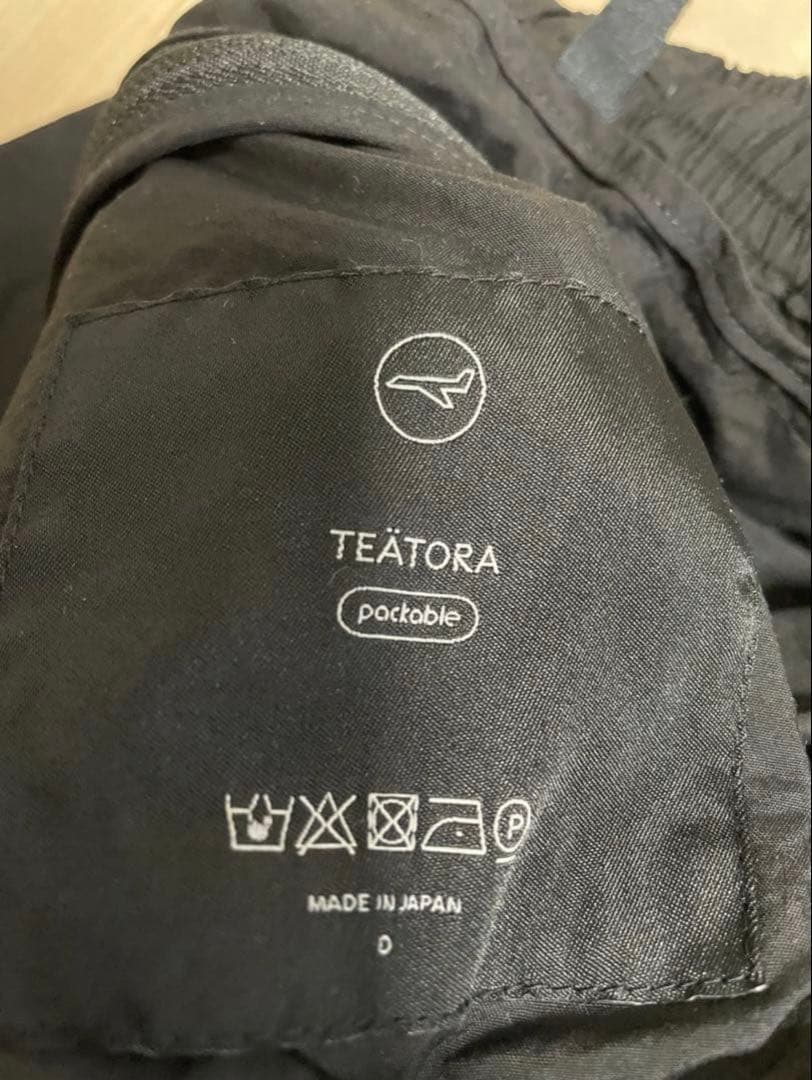 TEÄTORA
packable
P
MADE IN JAPAN
0